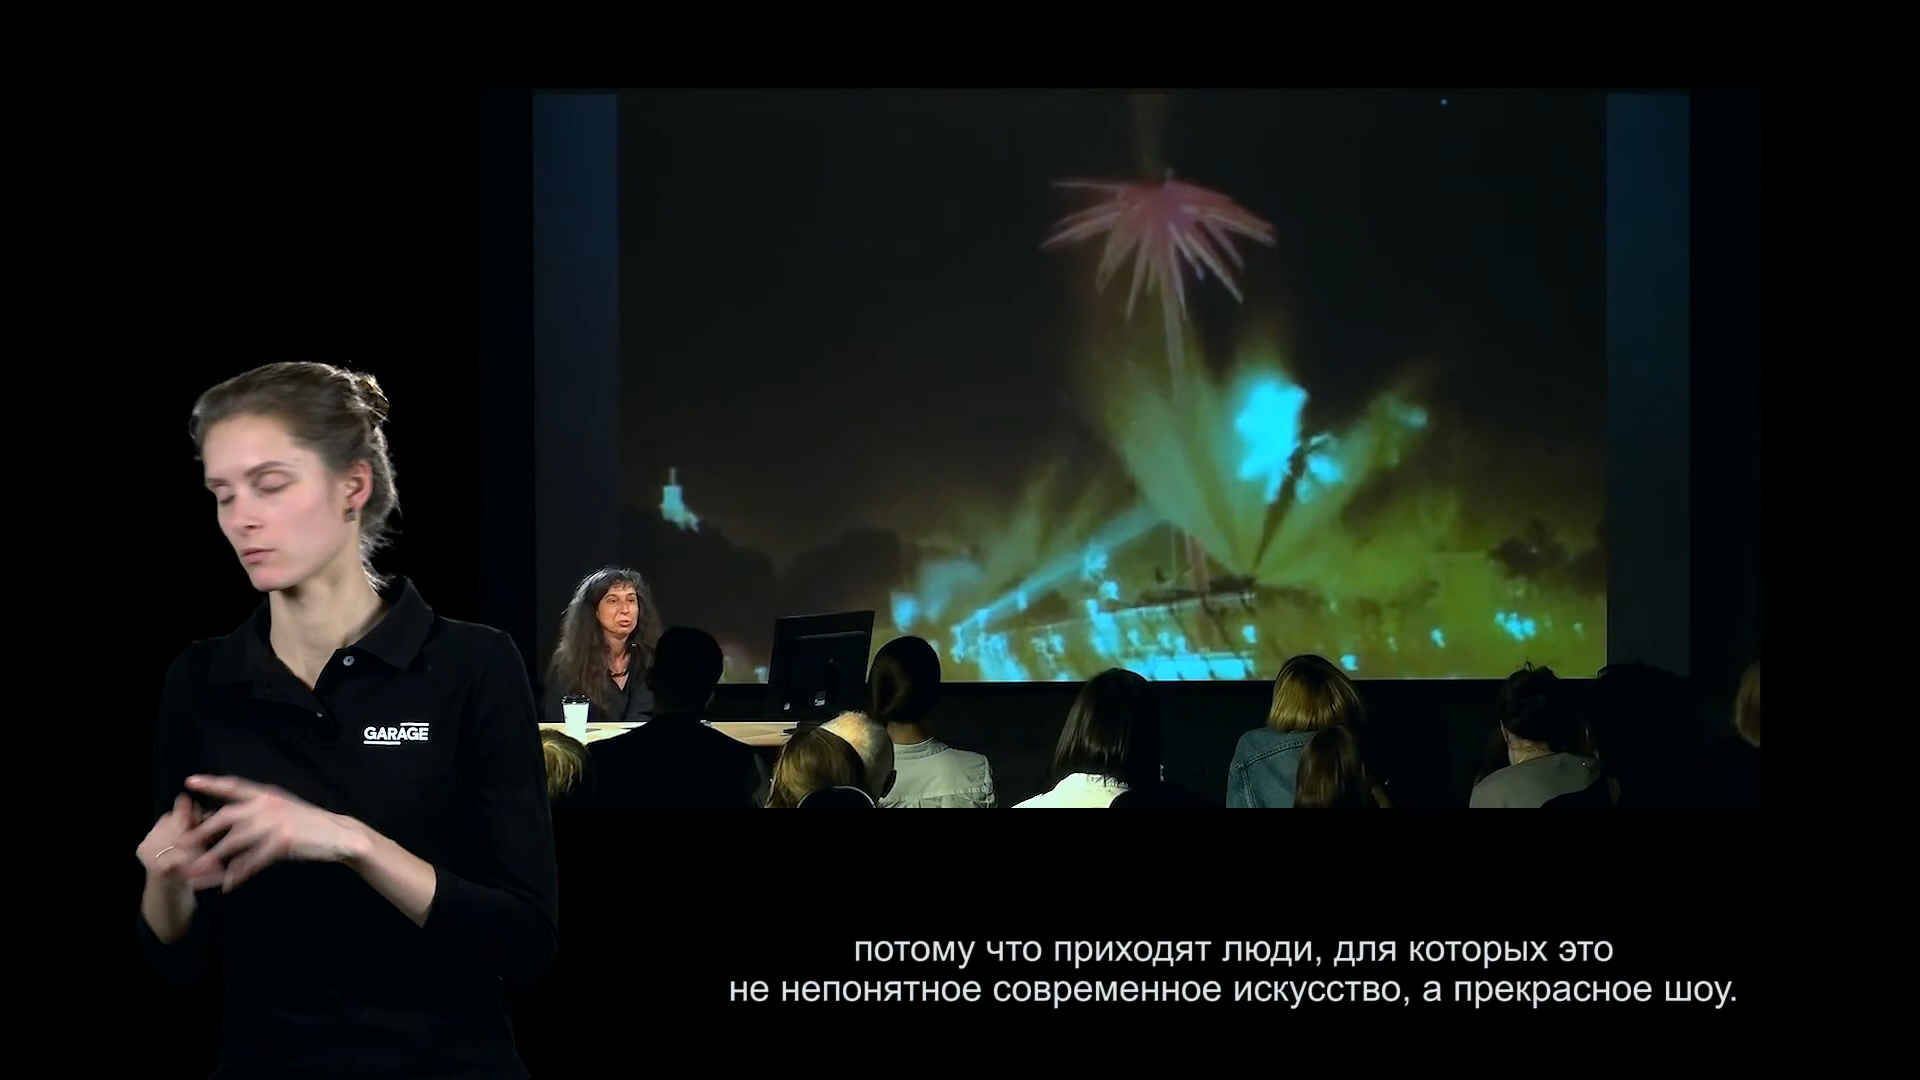 GARAGE
потому что приходят люди, для которых это
не непонятное современное искусство, а прекрасное шоу.